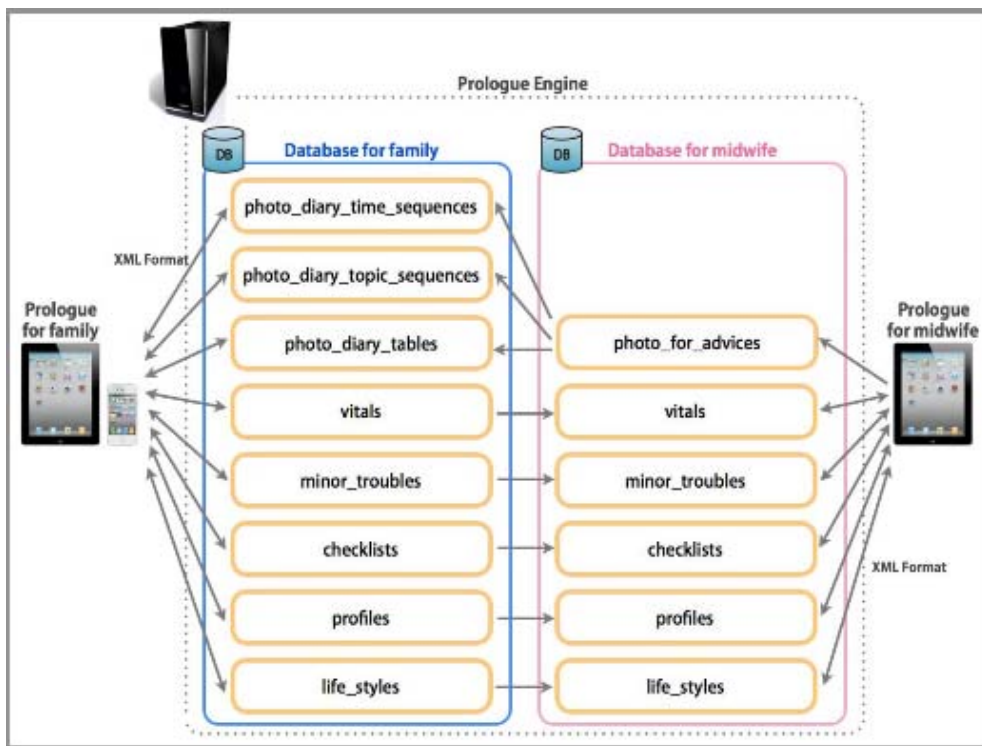 Prologue Engine
DB
Database for family
DB
Database for midwife
photo_diary_time_sequences
XML Format
photo_diary_topic_sequences
Prologue
for family
photo_diary_tables
photo_for_advices
Prologue
for midwife
vitals
vitals
minor_troubles
minor_troubles
checklists
checklists
XML Format
profiles
profiles
life_styles
life_styles